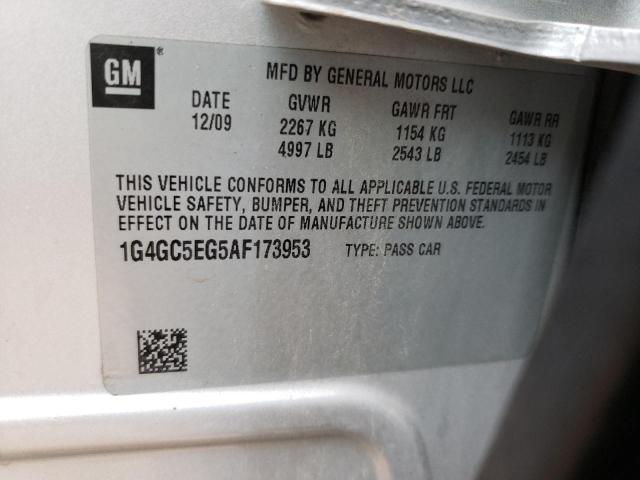 GM ®
MFD BY GENERAL MOTORS LLC
DATE GVWR GAWR FRT GAWR RR
12/09 2267 KG 1154 KG 1113 KG
4997 LB 2543 LB 2454 LB
THIS VEHICLE CONFORMS TO ALL APPLICABLE U.S. FEDERAL MOTOR
VEHICLE SAFETY, BUMPER, AND THEFT PREVENTION STANDARDS IN
EFFECT ON THE DATE OF MANUFACTURE SHOWN ABOVE.
1G4GC5EG5AF173953 TYPE: PASS CAR